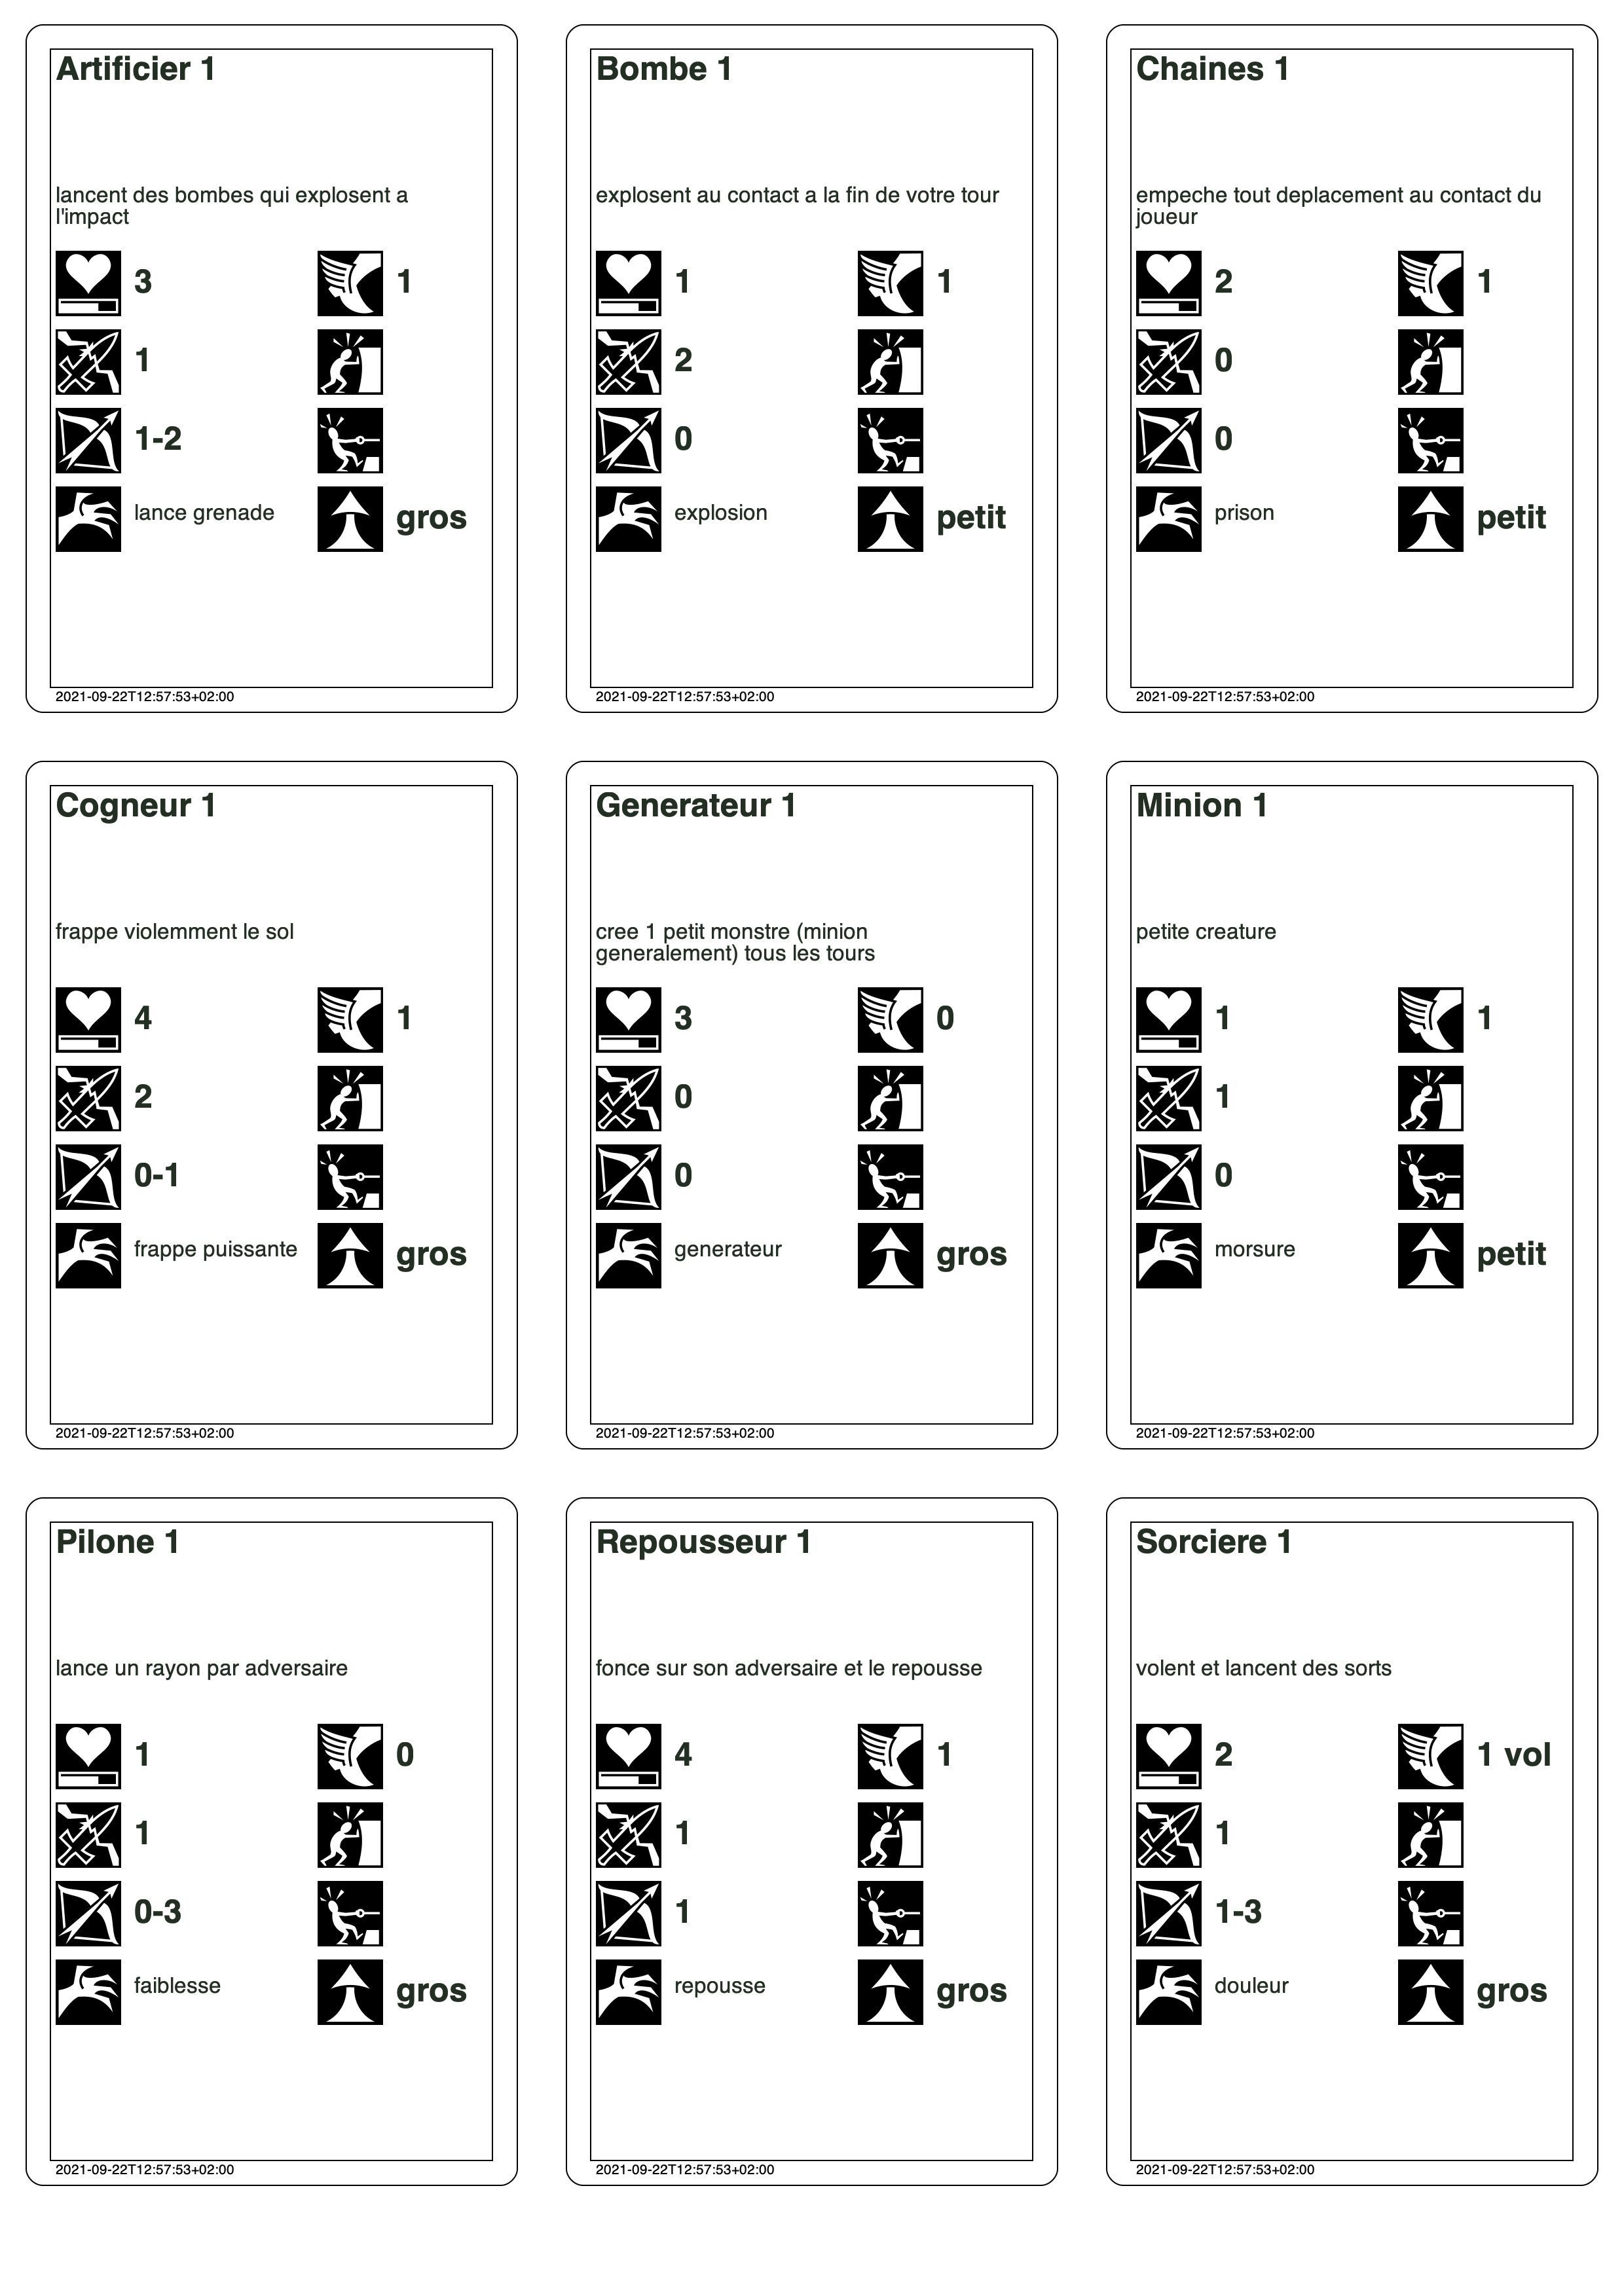 Artificier 1
lancent des bombes qui explosent a
l'impact
3
1
1
1-2
lance grenade
gros
2021-09-22T12:57:53+02:00
Bombe 1
explosent au contact a la fin de votre tour
1
1
2
0
explosion
petit
2021-09-22T12:57:53+02:00
Chaines 1
empeche tout deplacement au contact du
joueur
2
1
0
0
prison
petit
2021-09-22T12:57:53+02:00
Cogneur 1
frappe violemment le sol
4
1
2
0-1
frappe puissante
gros
2021-09-22T12:57:53+02:00
Generateur 1
cree 1 petit monstre (minion
generalement) tous les tours
3
0
0
0
generateur
gros
2021-09-22T12:57:53+02:00
Minion 1
petite creature
1
1
1
0
morsure
petit
2021-09-22T12:57:53+02:00
Pilone 1
lance un rayon par adversaire
1
0
1
0-3
faiblesse
gros
2021-09-22T12:57:53+02:00
Repousseur 1
fonce sur son adversaire et le repousse
4
1
1
1
repousse
gros
2021-09-22T12:57:53+02:00
Sorciere 1
volent et lancent des sorts
2
1 vol
1
1-3
douleur
gros
2021-09-22T12:57:53+02:00